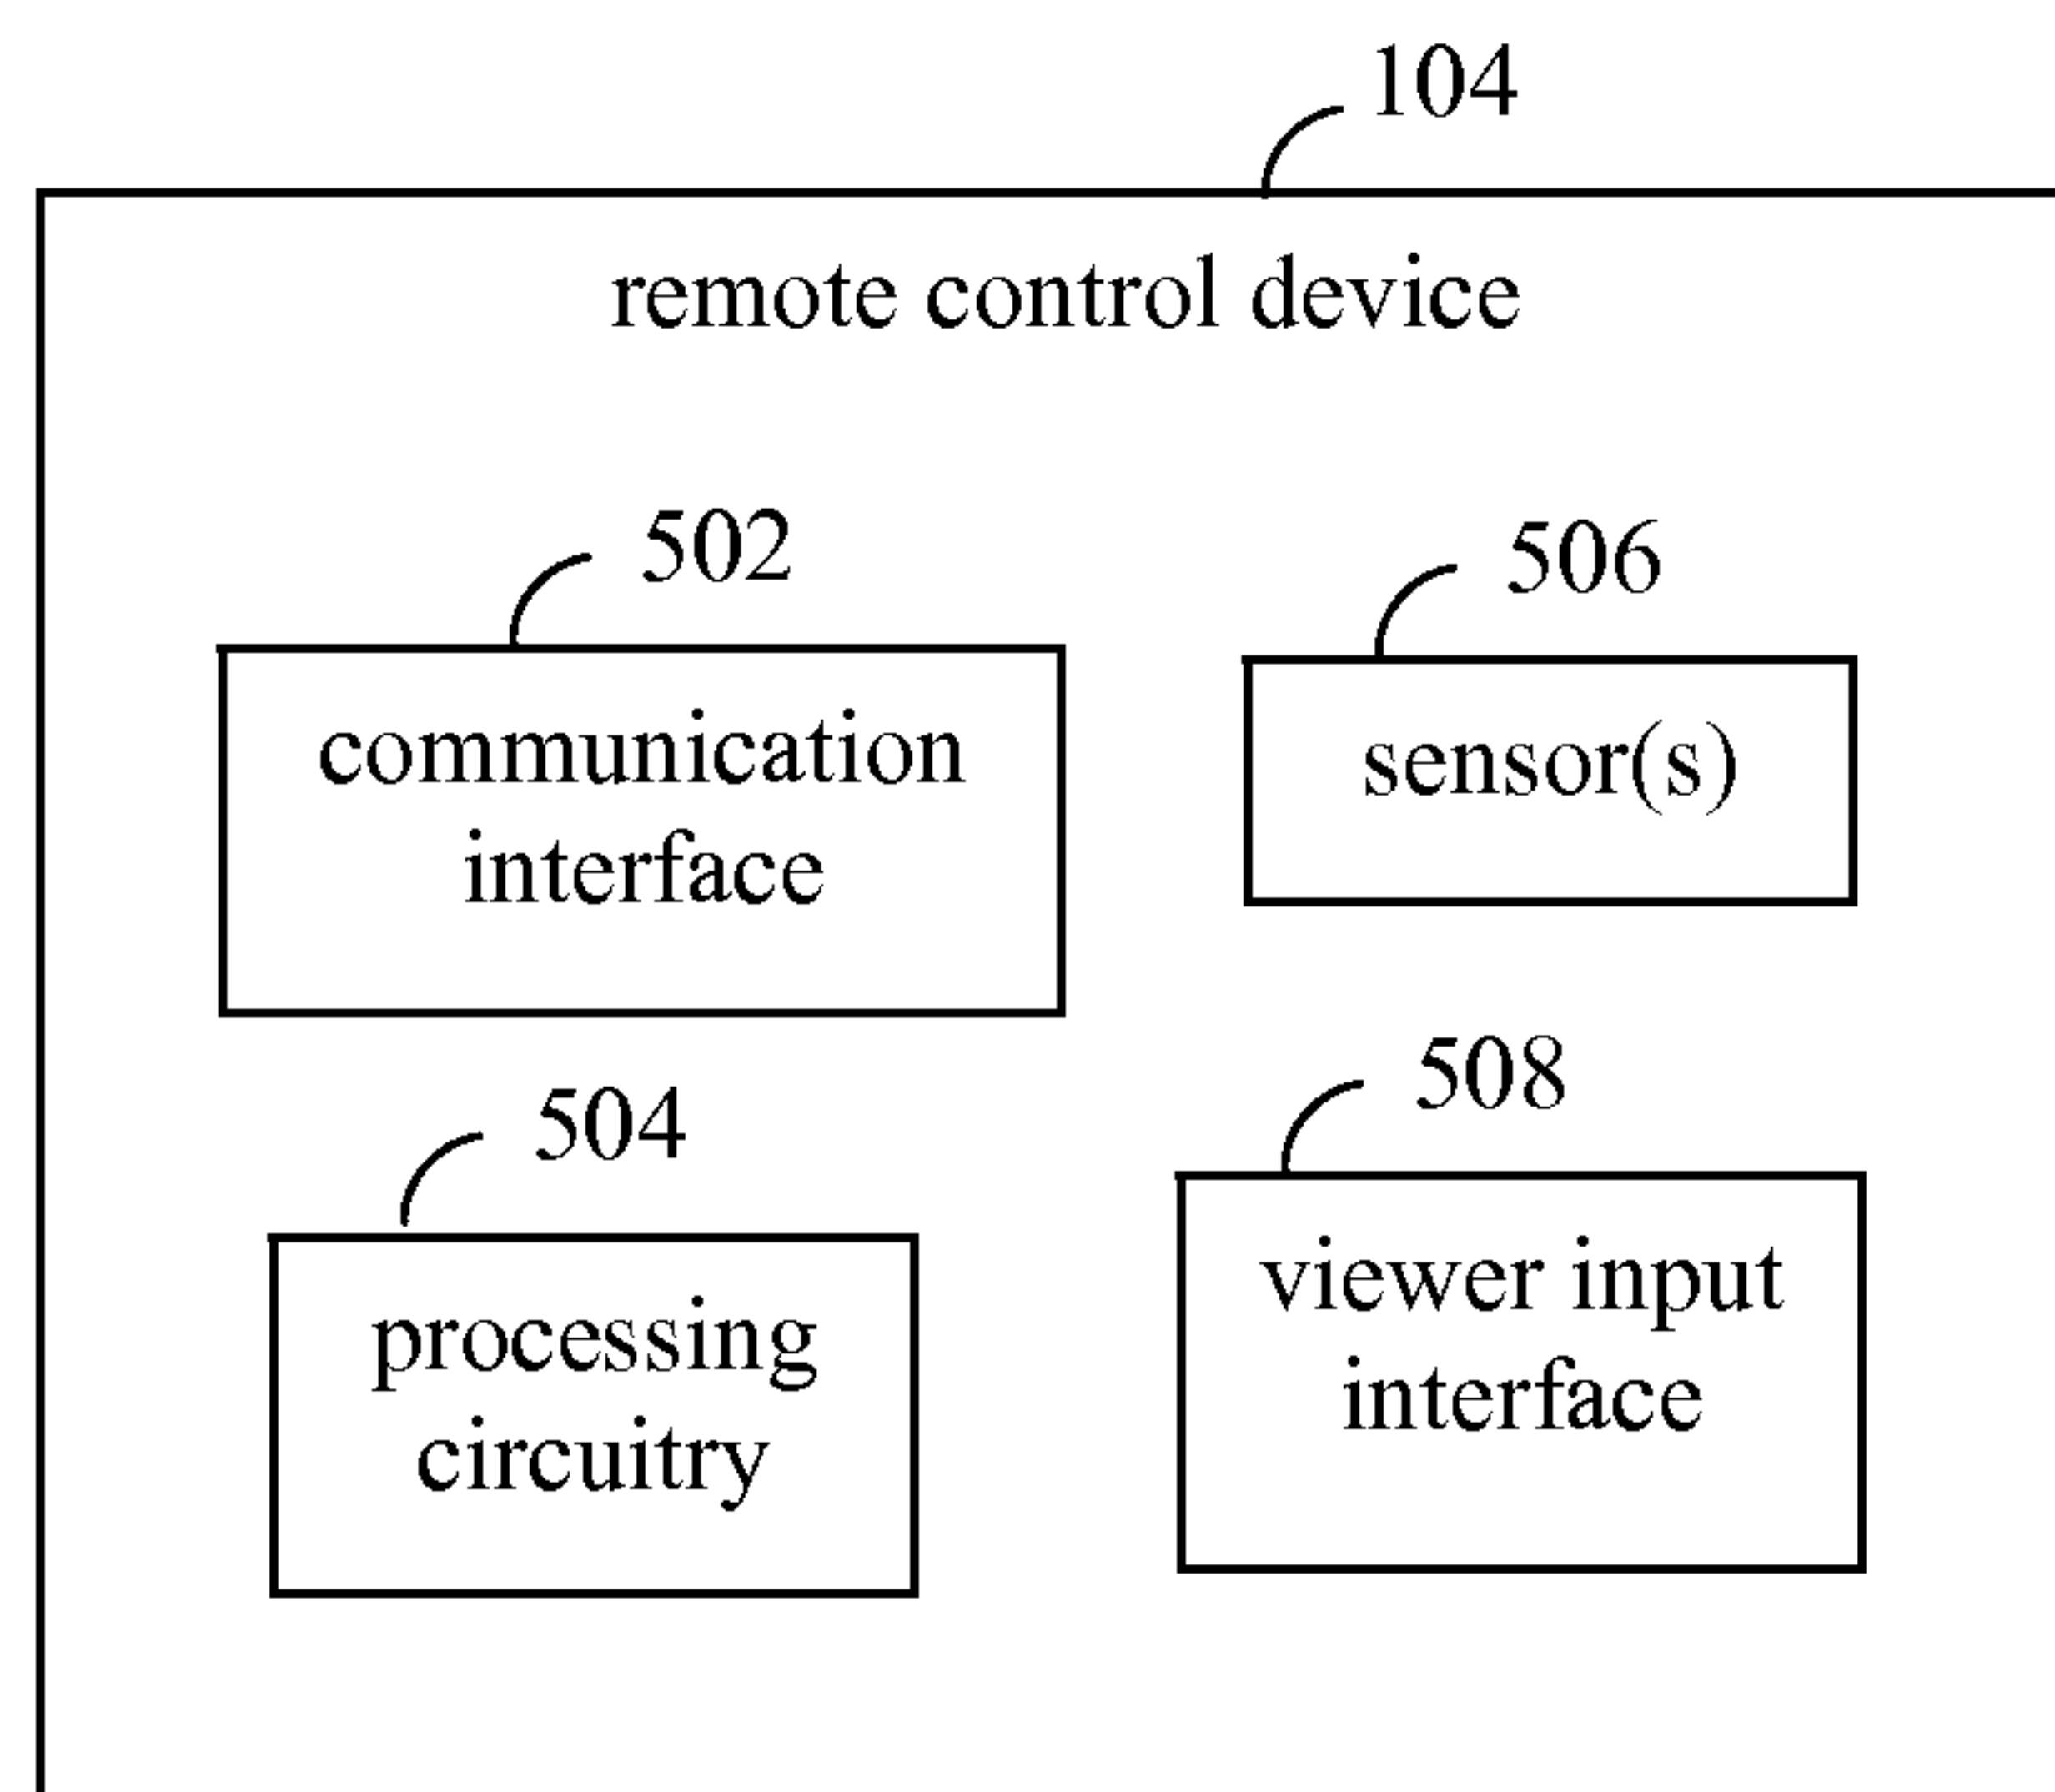 104
remote control device
502
communication
interface
506
sensor(s)
504
processing
circuitry
508
viewer input
interface